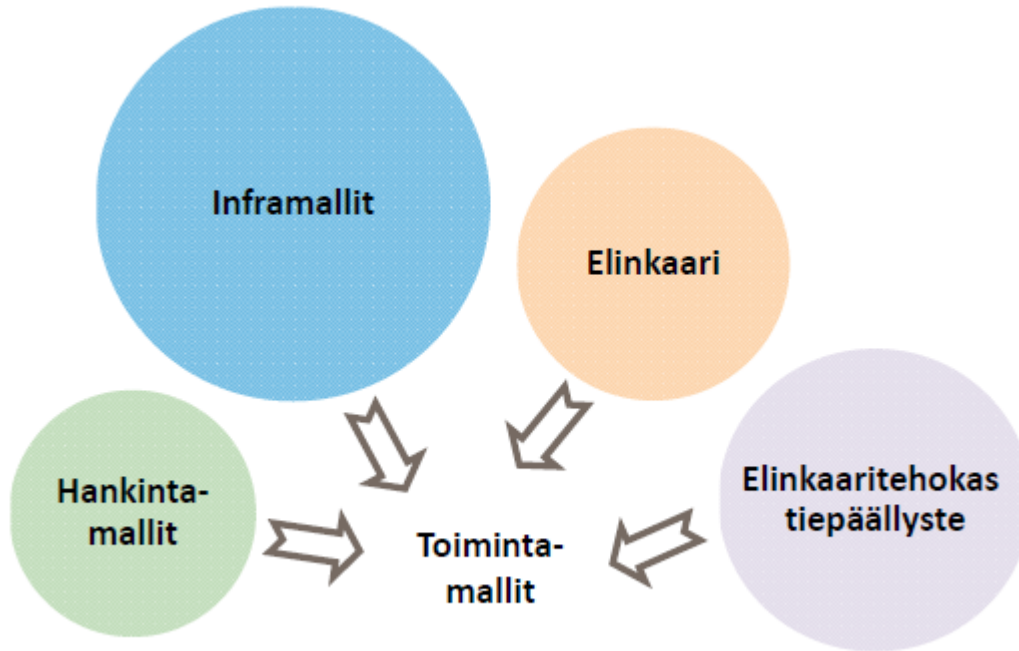 Inframallit
Elinkaari
Hankinta-
mallit
Elinkaaritehokas
tiepäällyste
Toiminta-
mallit